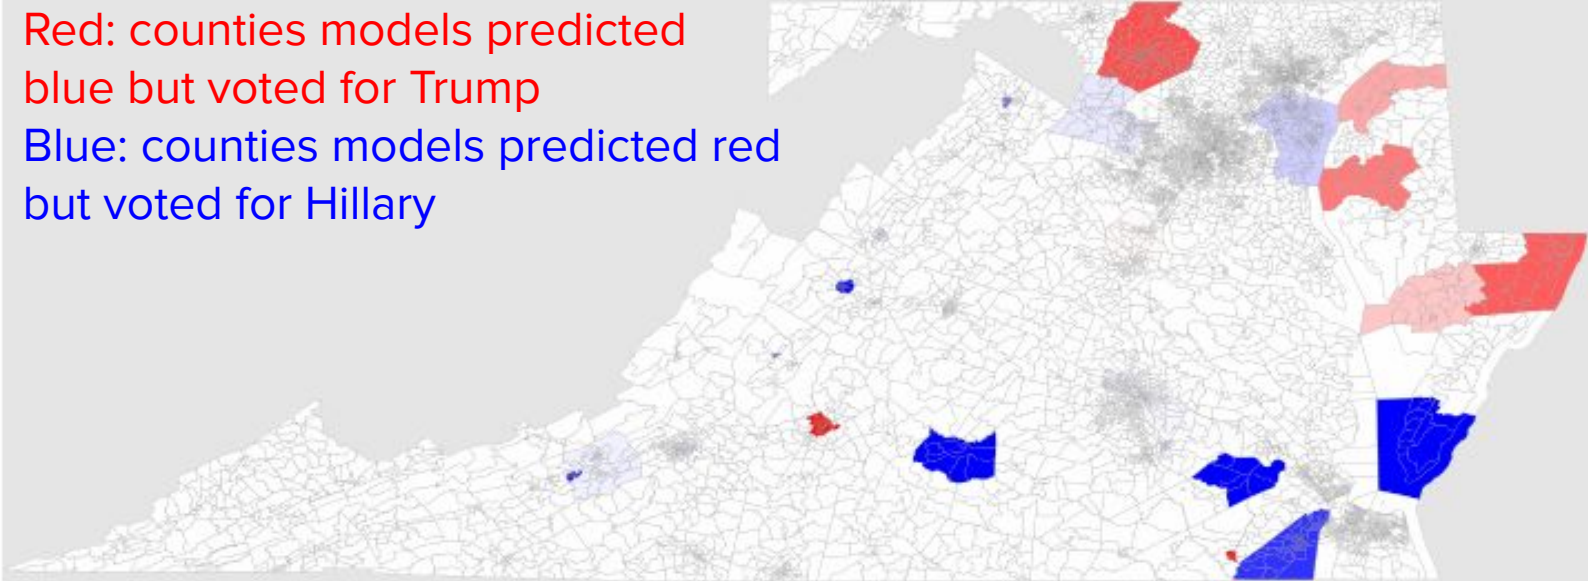 Red: counties models predicted
blue but voted for Trump
Blue: counties models predicted red
but voted for Hillary